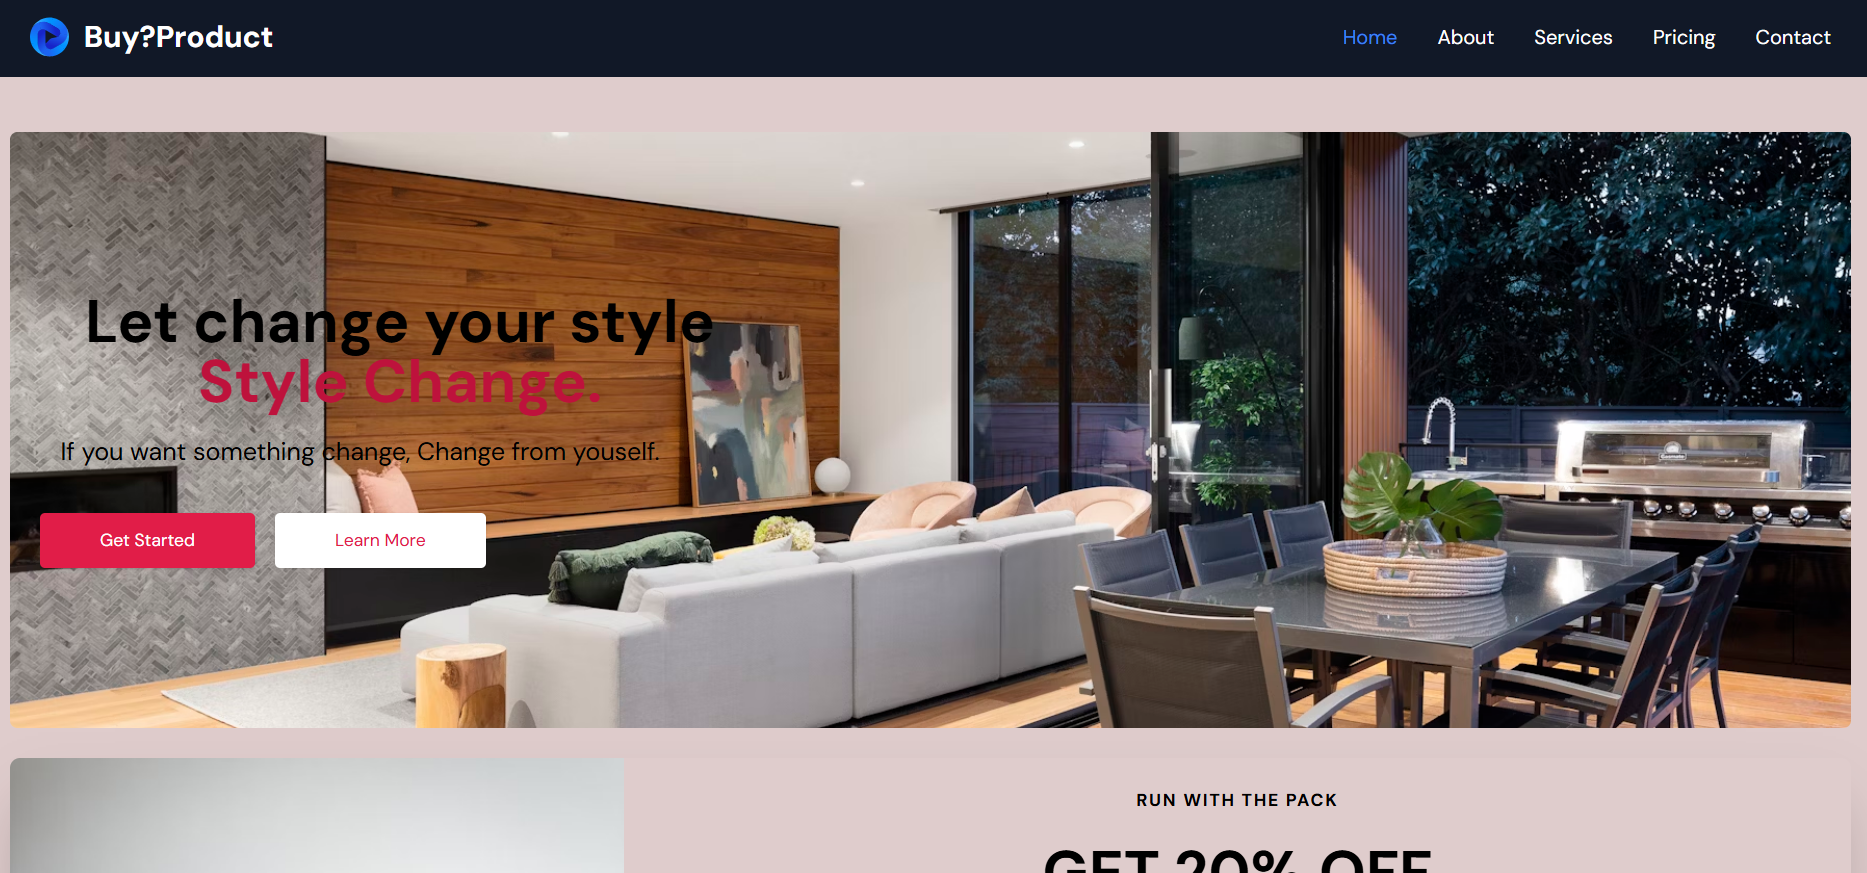 Buy?Product
Home About Services Pricing Contact
Let change your style
Style Change.
If you want something change, Change from youself.
Get Started Learn More
RUN WITH THE PACK
GET 20% OFF